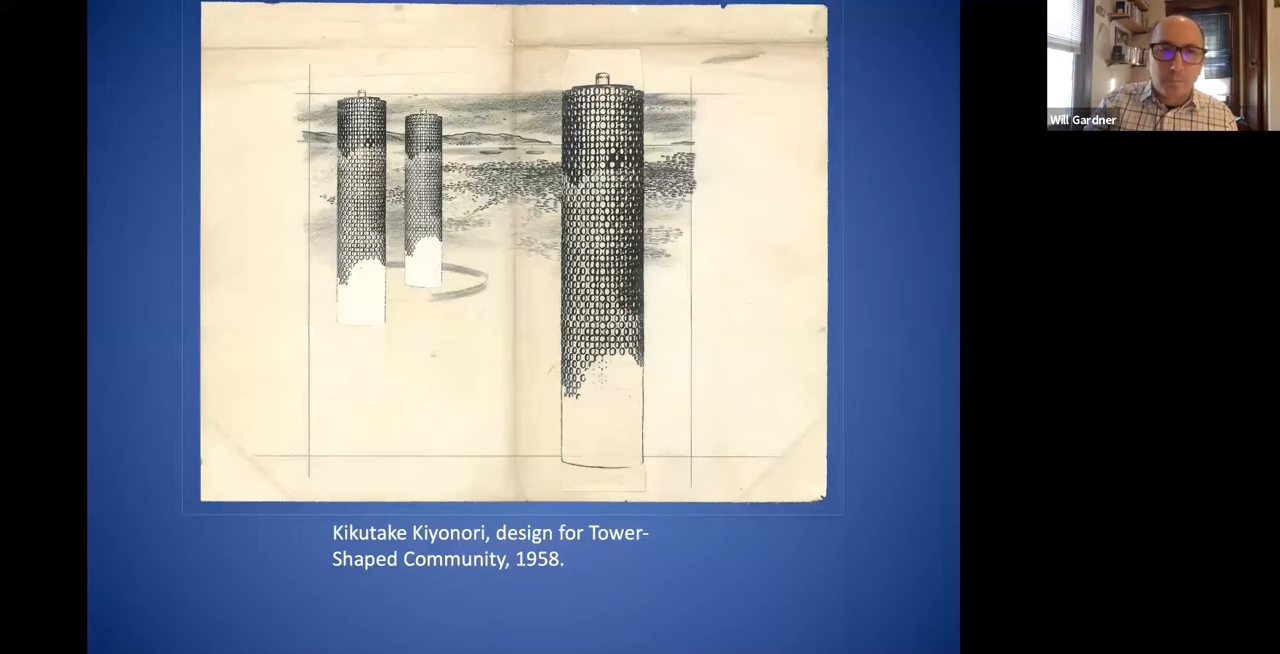 Will Gardner
Kikutake Kiyonori, design for Tower-
Shaped Community, 1958.